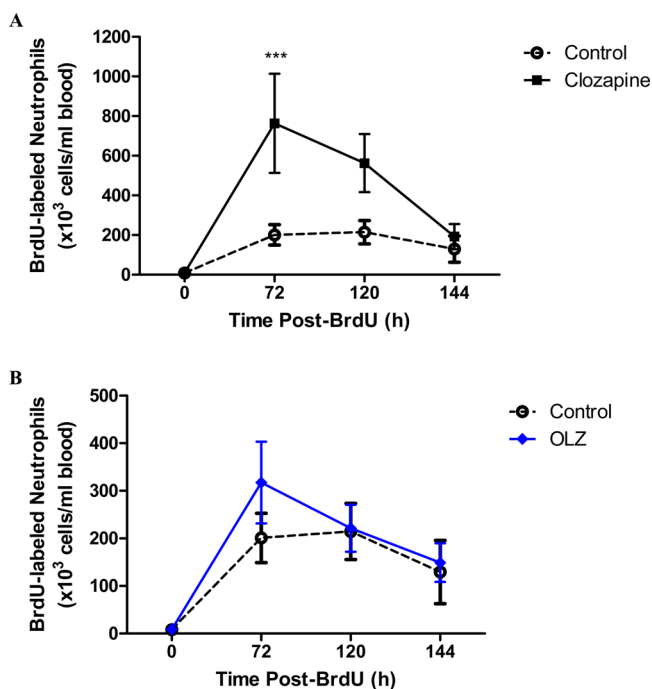 A
BrdU-labeled Neutrophils
(x10³ cells/ml blood)
1200
1000
800
600
400
200
0
***
0 72 120 144
Time Post-BrdU (h)
Control
Clozapine
B
BrdU-labeled Neutrophils
(x10³ cells/ml blood)
500
400
300
200
100
0
0 72 120 144
Time Post-BrdU (h)
Control
OLZ